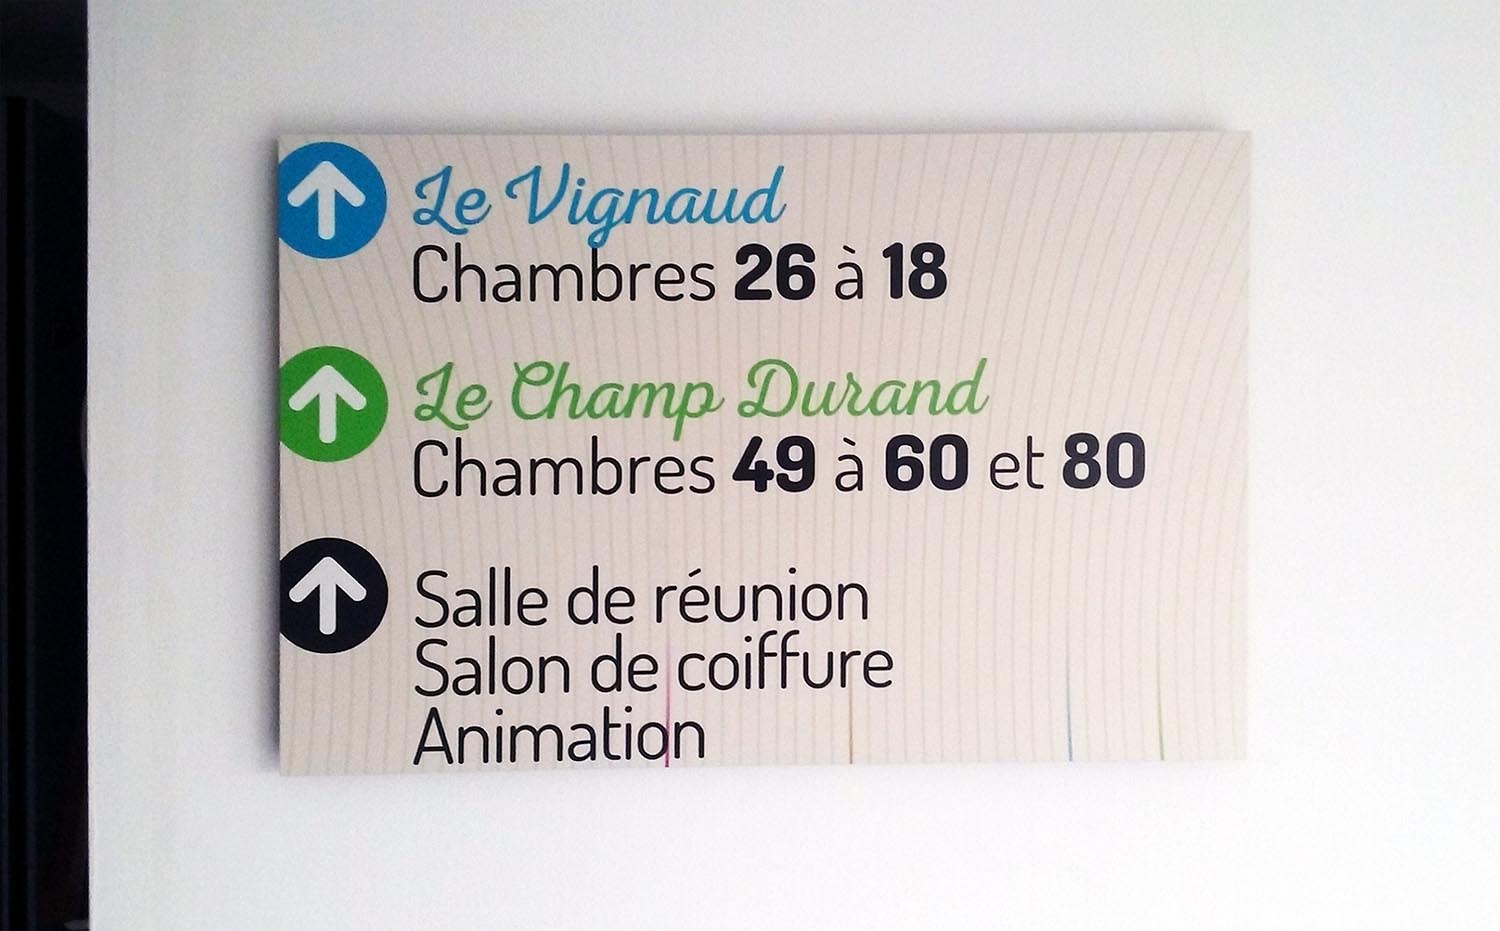 Le Vignaud
Chambres 26 à 18
Le Champ Durand
Chambres 49 à 60 et 80
Salle de réunion
Salon de coiffure
Animation